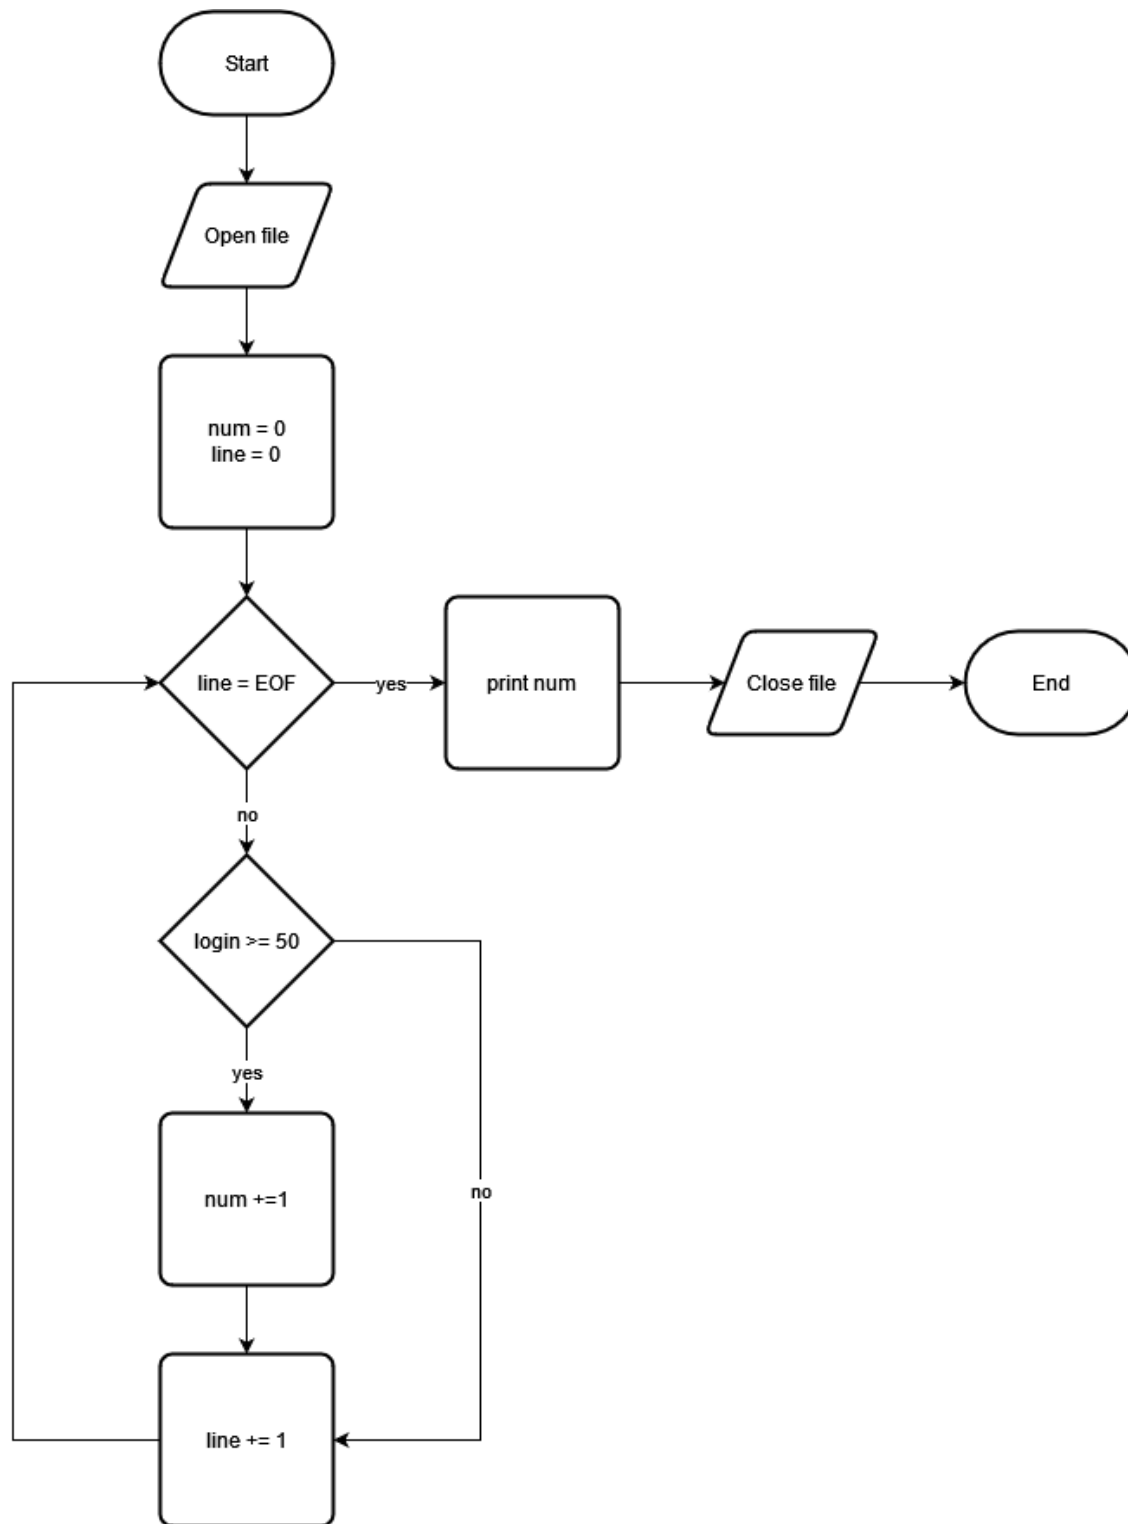 Start
Open file
num = 0
line = 0
line = EOF
yes
print num
Close file
End
no
login >= 50
yes
num +=1
no
line += 1